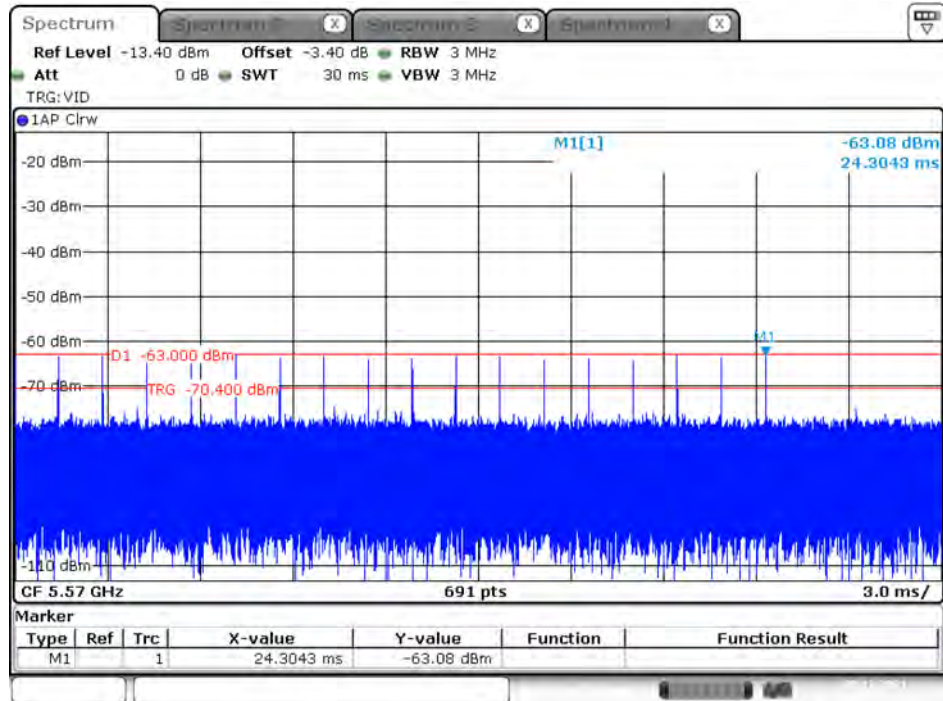 Spectrum
Ref Level -13.40 dBm Offset -3.40 dB RBW 3 MHz
Att 0 dB SWT 30 ms VBW 3 MHz
TRG:VID
1AP Clrw
M1[1] -63.08 dBm
24.3043 ms
-20 dBm
-30 dBm
-40 dBm
-50 dBm
-60 dBm
M1
D1 -63.000 dBm
-70 dBm
TRG -70.400 dBm
-110 dBm
CF 5.57 GHz 691 pts 3.0 ms/
Marker
Type Ref Trc X-value Y-value Function Function Result
M1 1 24.3043 ms -63.08 dBm